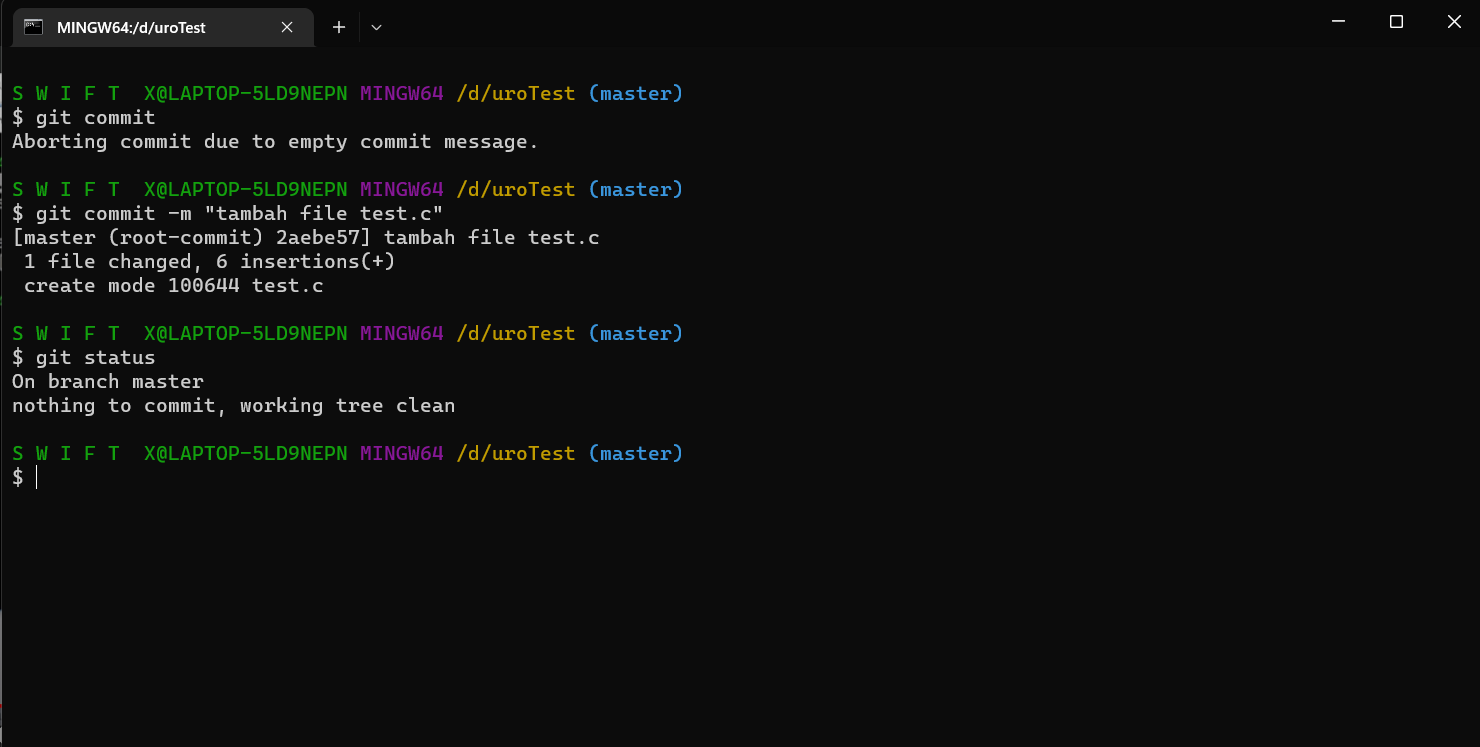 MINGW64:/d/uroTest
S W I F T  X@LAPTOP-5LD9NEPN MINGW64 /d/uroTest (master)
$ git commit
Aborting commit due to empty commit message.
S W I F T  X@LAPTOP-5LD9NEPN MINGW64 /d/uroTest (master)
$ git commit -m "tambah file test.c"
[master (root-commit) 2aebe57] tambah file test.c
 1 file changed, 6 insertions(+)
 create mode 100644 test.c
S W I F T  X@LAPTOP-5LD9NEPN MINGW64 /d/uroTest (master)
$ git status
On branch master
nothing to commit, working tree clean
S W I F T  X@LAPTOP-5LD9NEPN MINGW64 /d/uroTest (master)
$